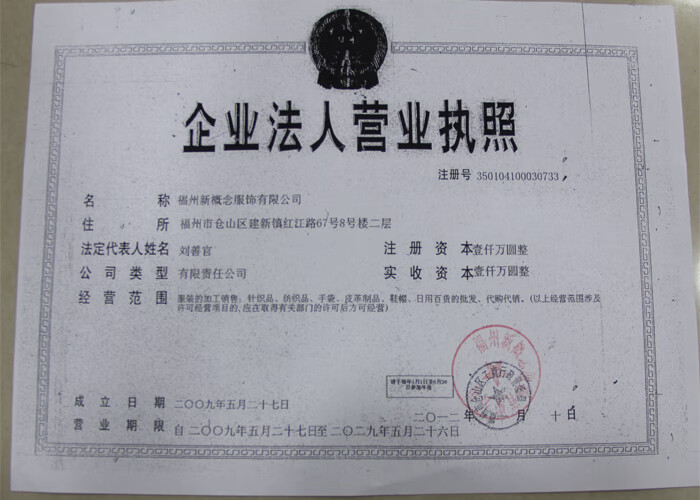 企业法人营业执照
注册号 350104100030733
名 称 福州新概念服饰有限公司
住 所 福州市仓山区建新镇红江路67号8号楼二层
法定代表人姓名 刘善官 注 册 资 本 壹仟万圆整
公 司 类 型 有限责任公司 实 收 资 本 壹仟万圆整
经 营 范 围 服装的加工销售；针织品、纺织品、手袋、皮革制品、鞋帽、日用百货的批发、代购代销。（以上经营范围涉及
许可经营项目的，应在取得有关部门的许可后方可经营）
福州新概
成 立 日 期 二○○九年五月二十七日
二○一二年 月 十 日
营 业 期 限 自 二○○九年五月二十七日至二○二九年五月二十六日